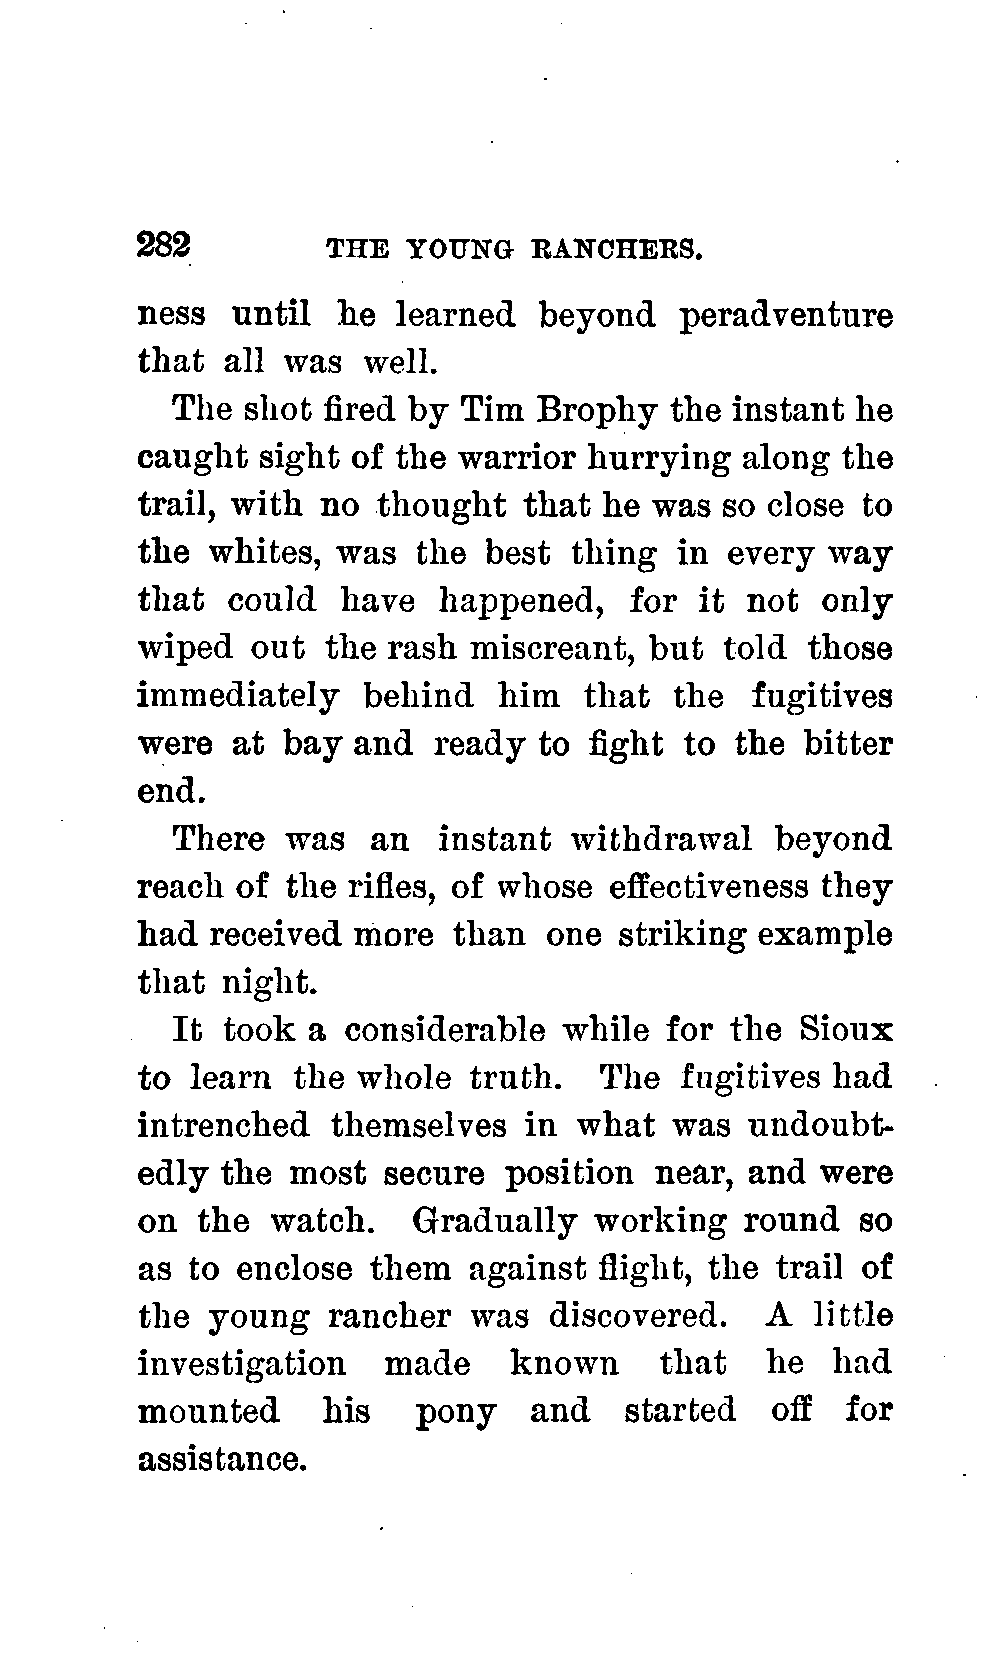 282 THE YOUNG RANCHERS.
ness until he learned beyond peradventure
that all was well.
The shot fired by Tim Brophy the instant he
caught sight of the warrior hurrying along the
trail, with no thought that he was so close to
the whites, was the best thing in every way
that could have happened, for it not only
wiped out the rash miscreant, but told those
immediately behind him that the fugitives
were at bay and ready to fight to the bitter
end.
There was an instant withdrawal beyond
reach of the rifles, of whose effectiveness they
had received more than one striking example
that night.
It took a considerable while for the Sioux
to learn the whole truth. The fugitives had
intrenched themselves in what was undoubt-
edly the most secure position near, and were
on the watch. Gradually working round so
as to enclose them against flight, the trail of
the young rancher was discovered. A little
investigation made known that he had
mounted his pony and started off for
assistance.